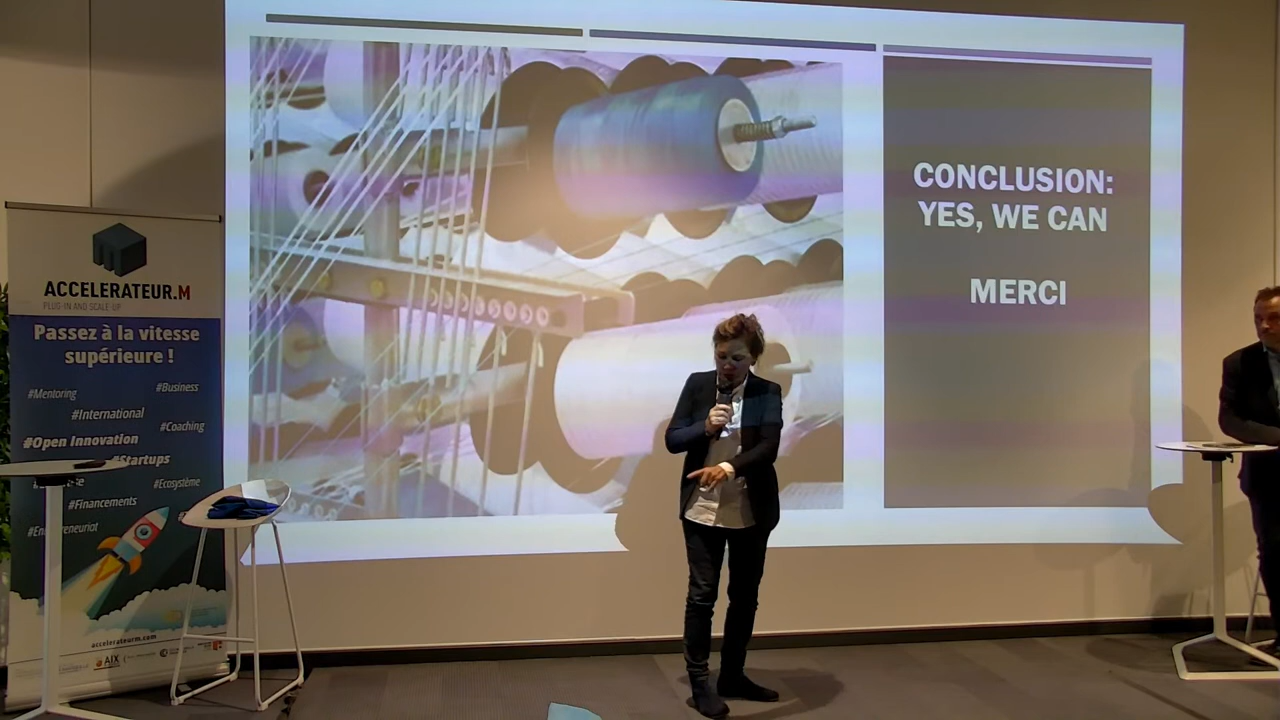 CONCLUSION:
YES, WE CAN
MERCI
ACCELERATEUR.M
PLUG-IN AND SCALE-UP
Passez à la vitesse
supérieure !
#Mentoring
#Business
#International
#Coaching
#Open Innovation
#Startups
#Ecosystème
#Financements
accelerateurm.com
AIX